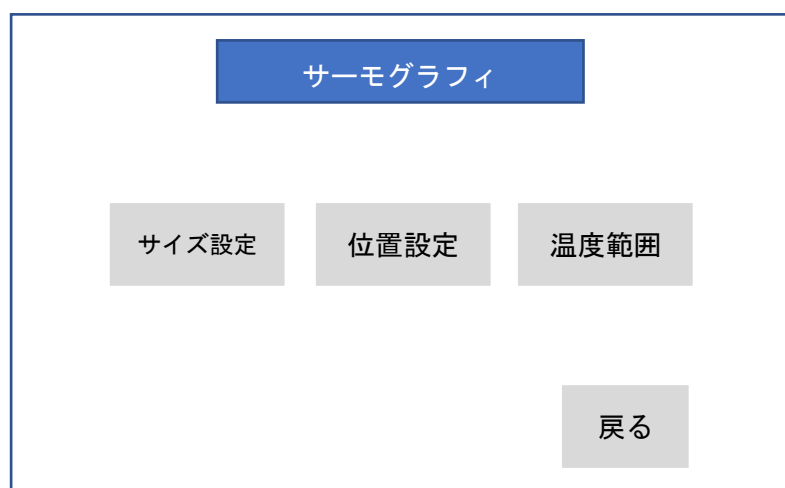 サーモグラフィ
サイズ設定
位置設定
温度範囲
戻る